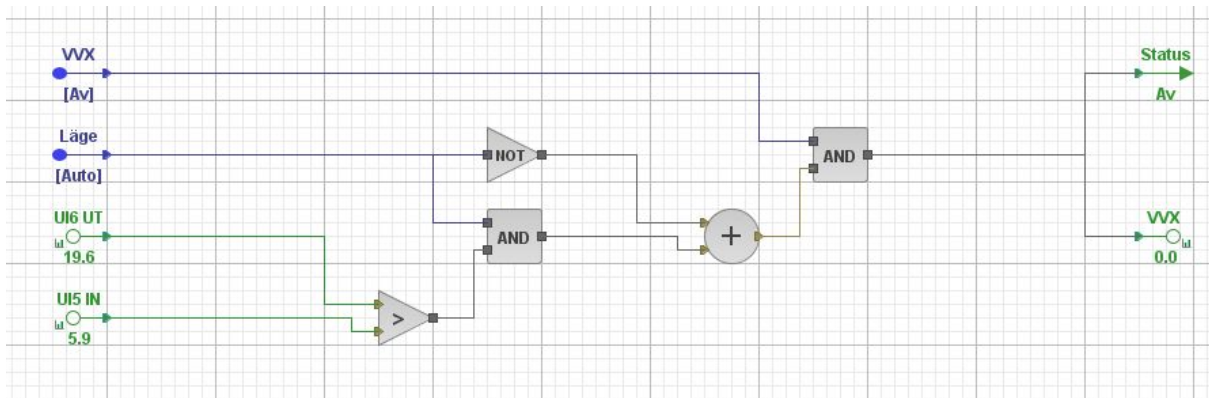 VVX
[Av]
Status
Av
Läge
[Auto]
NOT
AND
UI6 UT
19.6
AND
+
VVX
0.0
UI5 IN
5.9
>